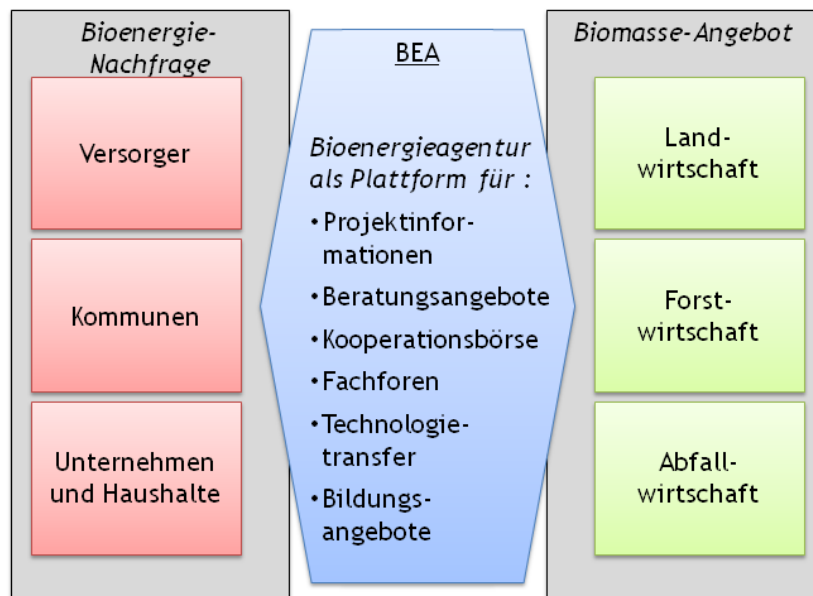 Bioenergie-
Nachfrage
Versorger
Kommunen
Unternehmen
und Haushalte
BEA
Bioenergieagentur
als Plattform für :
• Projektinfor-
mationen
• Beratungsangebote
• Kooperationsbörse
• Fachforen
• Technologie-
transfer
• Bildungs-
angebote
Biomasse-Angebot
Land-
wirtschaft
Forst-
wirtschaft
Abfall-
wirtschaft